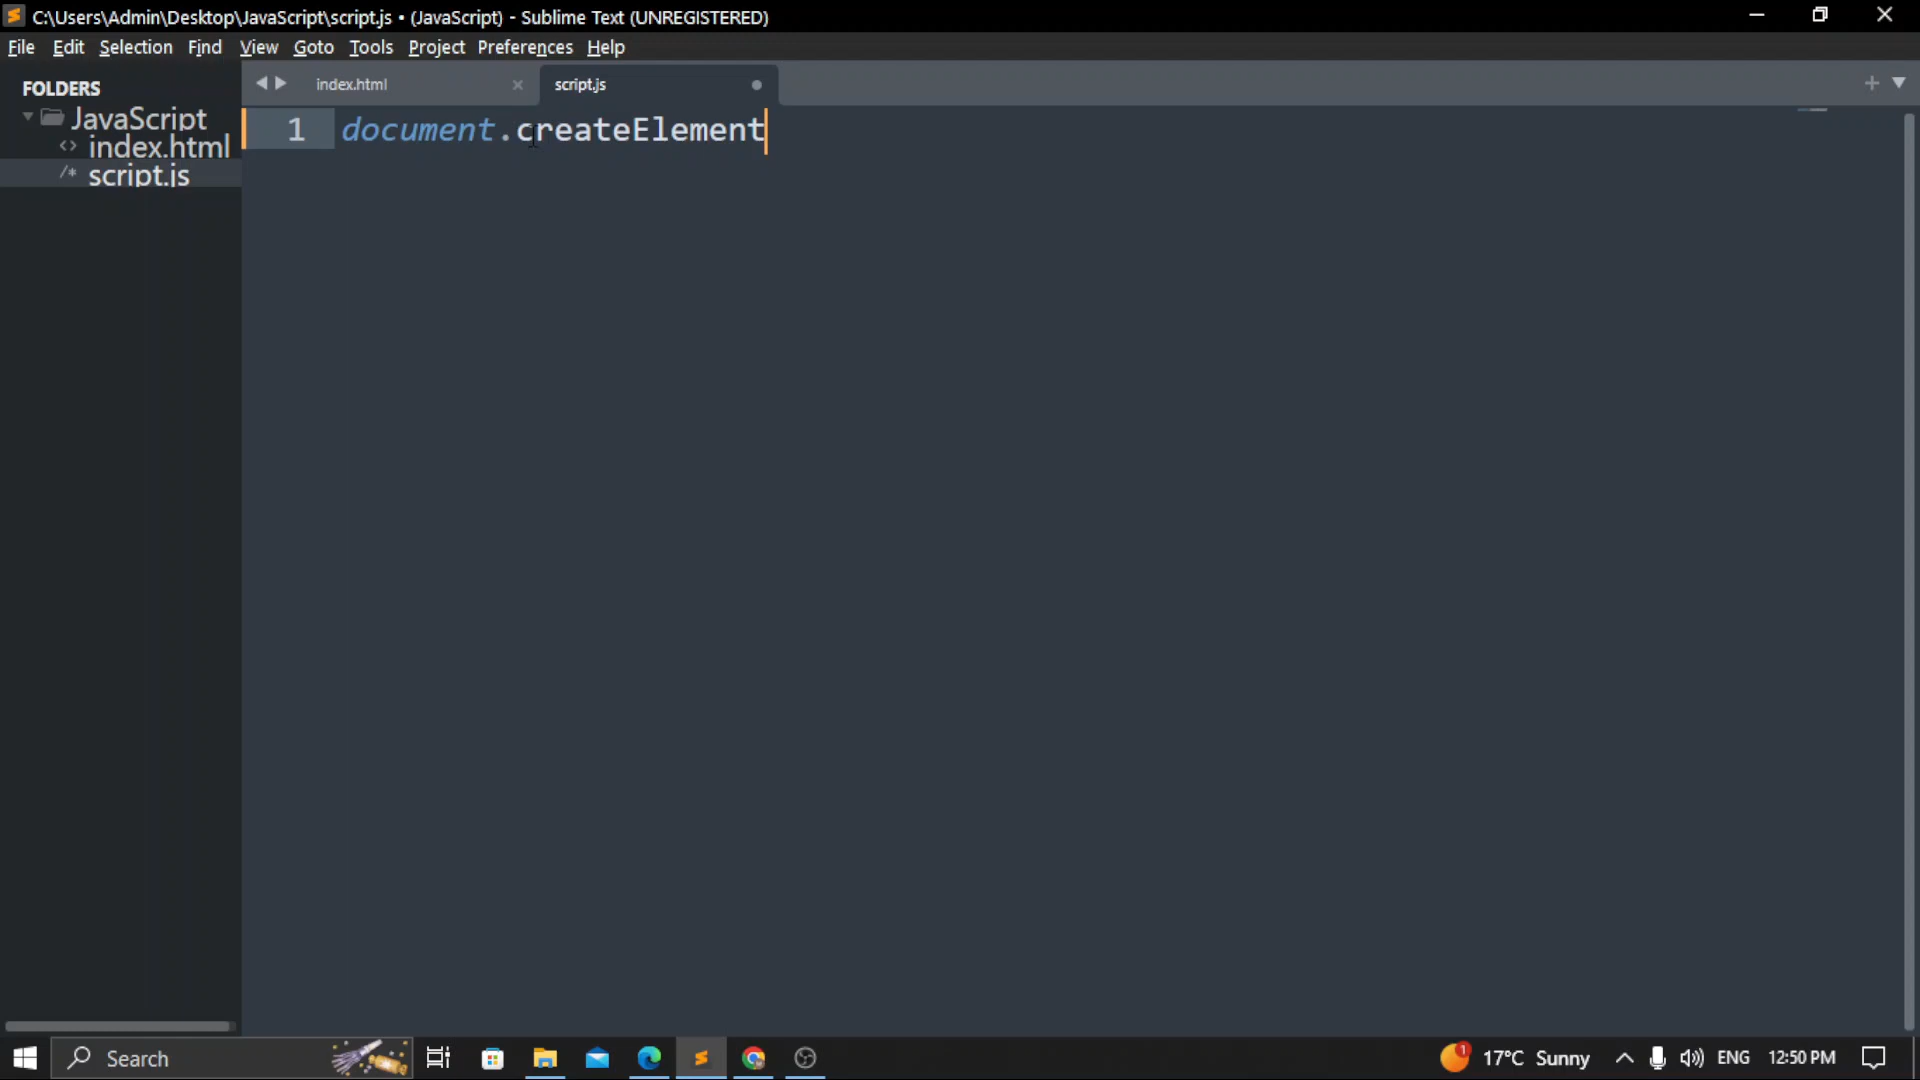 C:\Users\Admin\Desktop\JavaScript\script.js • (JavaScript) - Sublime Text (UNREGISTERED)
File Edit Selection Find View Goto Tools Project Preferences Help
FOLDERS
JavaScript
<> index.html
/* script.js
index.html
script.js
1 document.createElement
Search
1
17°C Sunny
ENG
12:50 PM